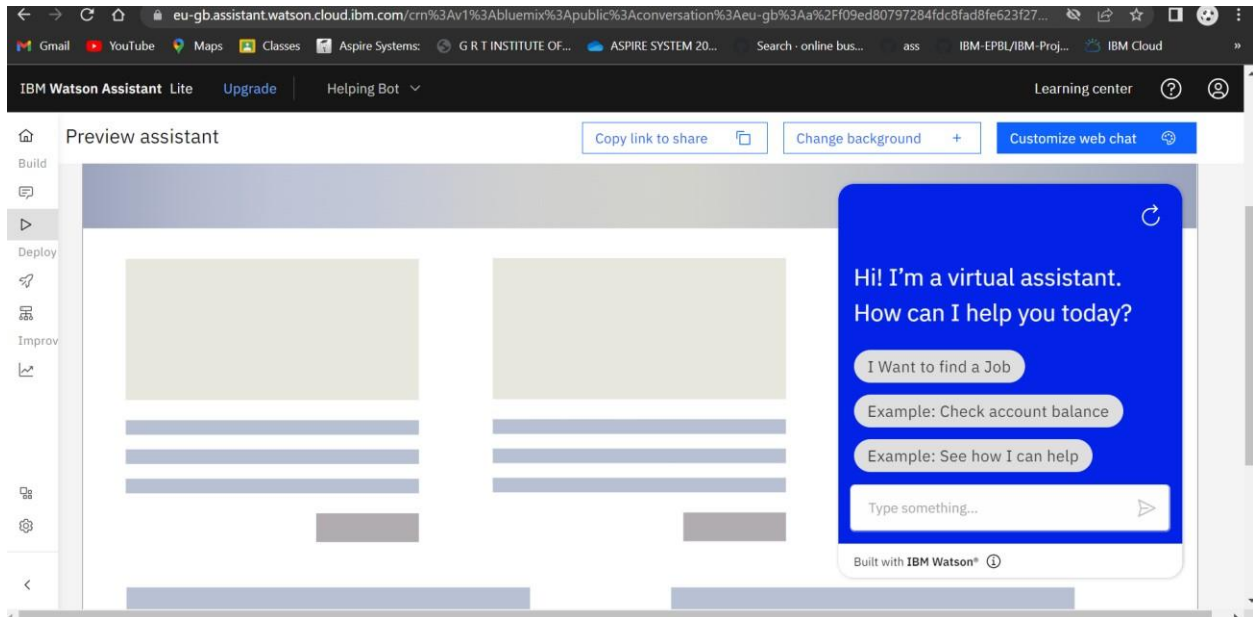 eu-gb.assistant.watson.cloud.ibm.com/crn%3Av1%3Abluemix%3Apublic%3Aconversation%3Aeu-gb%3Aa%2Ff09ed80797284fdc8fad8fe623f27...
Gmail YouTube Maps Classes Aspire Systems: G R T INSTITUTE OF... ASPIRE SYSTEM 20... Search · online bus... ass IBM-EPBL/IBM-Proj... IBM Cloud »
IBM Watson Assistant Lite Upgrade Helping Bot Learning center
Preview assistant Copy link to share Change background + Customize web chat
Build
Deploy
Improv
Hi! I'm a virtual assistant.
How can I help you today?
I Want to find a Job
Example: Check account balance
Example: See how I can help
Type something...
Built with IBM Watson®